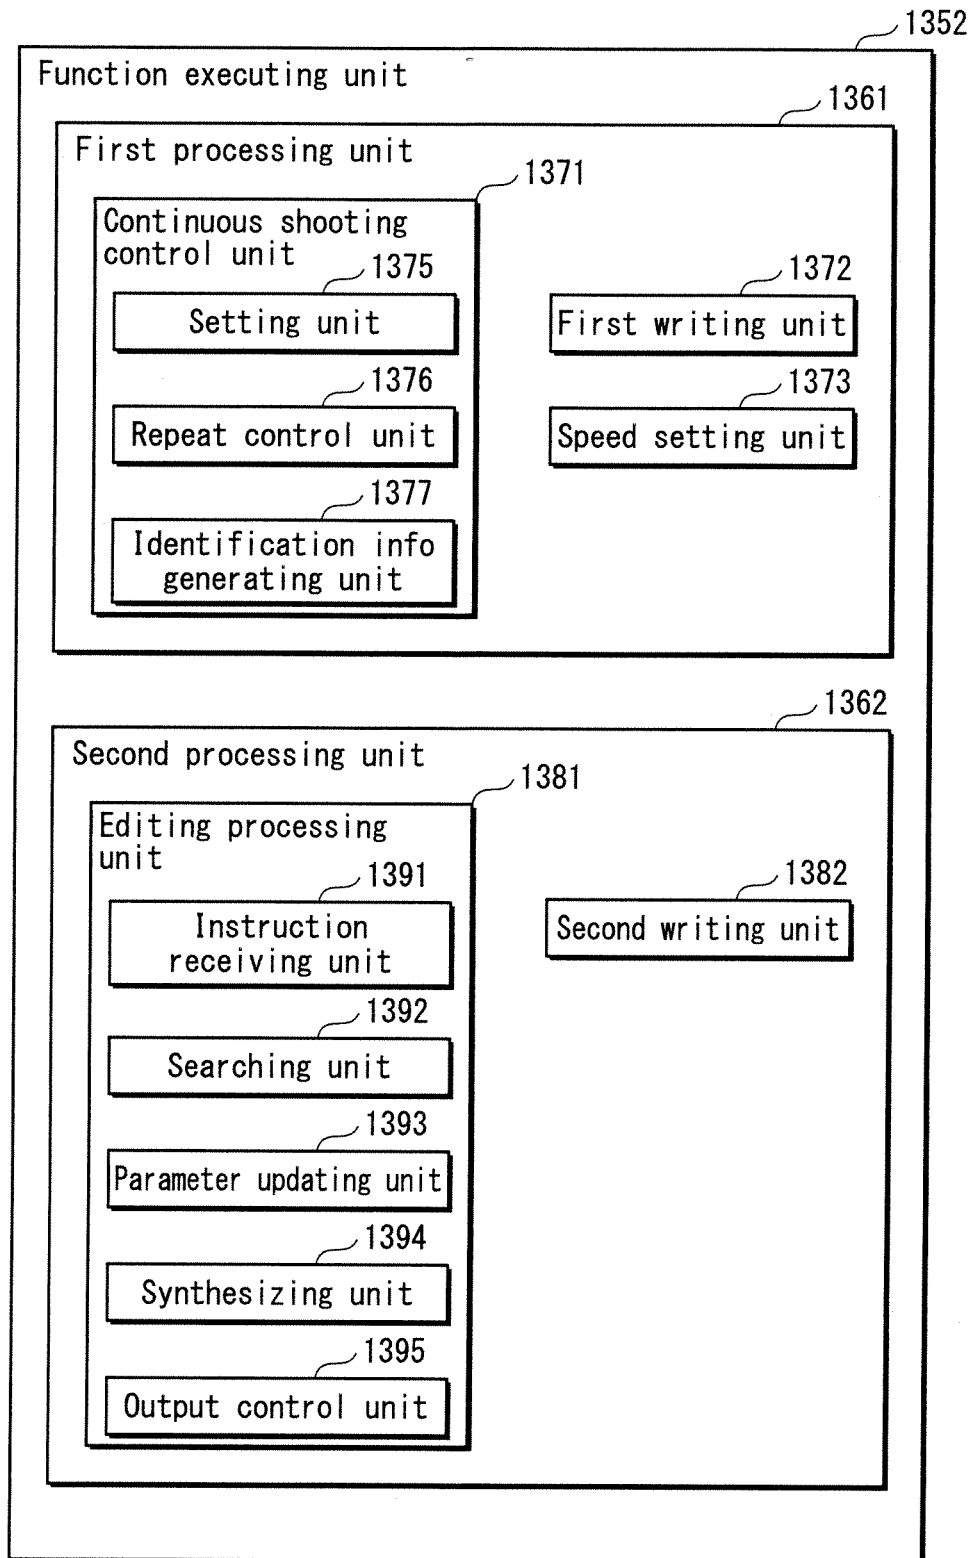 1352
Function executing unit
1361
First processing unit
1371
Continuous shooting
control unit
1375
Setting unit
1372
First writing unit
1376
Repeat control unit
1373
Speed setting unit
1377
Identification info
generating unit
1362
Second processing unit
1381
Editing processing
unit
1391
Instruction
receiving unit
1382
Second writing unit
1392
Searching unit
1393
Parameter updating unit
1394
Synthesizing unit
1395
Output control unit